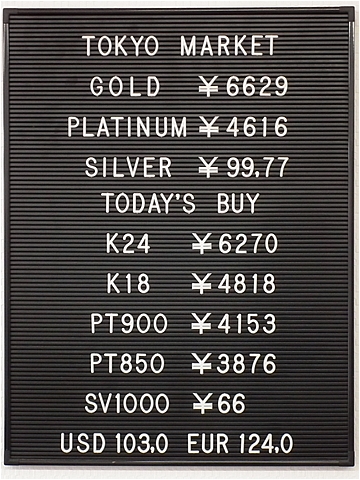 TOKYO MARKET
GOLD ¥6629
PLATINUM ¥4616
SILVER ¥99.77
TODAY'S BUY
K24 ¥6270
K18 ¥4818
PT900 ¥4153
PT850 ¥3876
SV1000 ¥66
USD 103.0 EUR 124.0